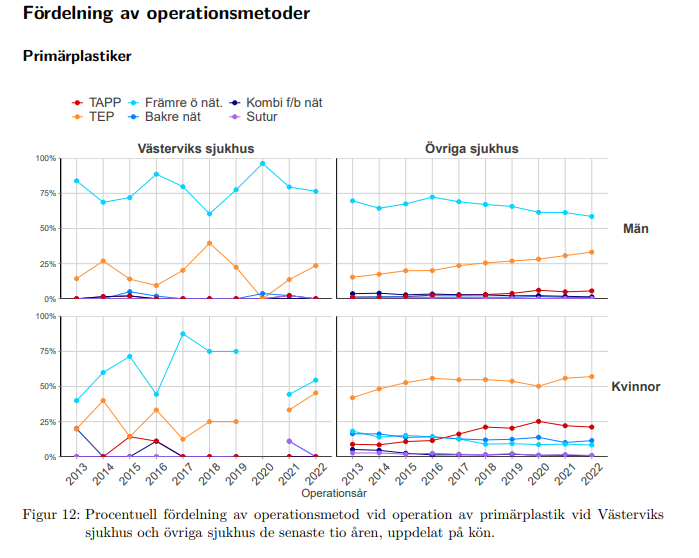 Fördelning av operationsmetoder
Primärplastiker
TAPP Främre ö nät. Kombi f/b nät
TEP Bakre nät Sutur
Västerviks sjukhus Övriga sjukhus
100%
75%
50%
25%
0%
Män
100%
75%
50%
25%
0%
Kvinnor
2013 2014 2015 2016 2017 2018 2019 2020 2021 2022 2013 2014 2015 2016 2017 2018 2019 2020 2021 2022
Operationsår
Figur 12: Procentuell fördelning av operationsmetod vid operation av primärplastik vid Västerviks
sjukhus och övriga sjukhus de senaste tio åren, uppdelat på kön.